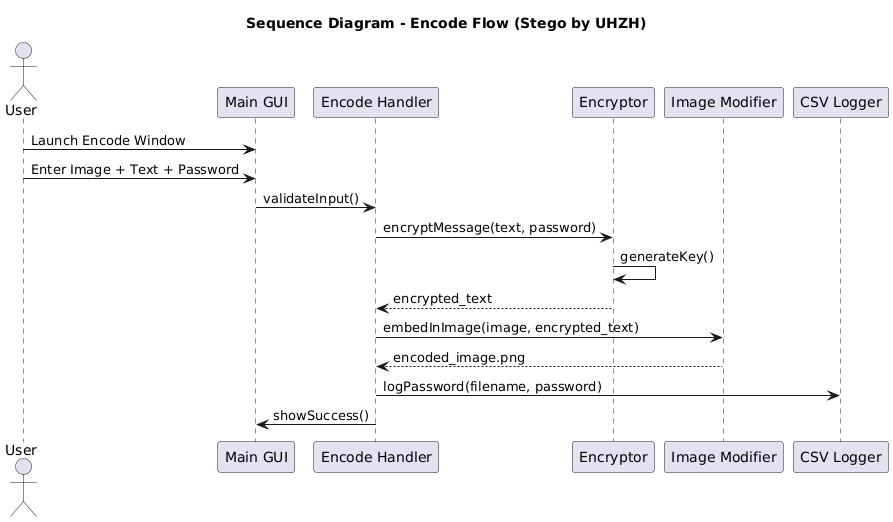 Sequence Diagram - Encode Flow (Stego by UHZH)
User
Main GUI
Encode Handler
Encryptor
Image Modifier
CSV Logger
Launch Encode Window
Enter Image + Text + Password
validateInput()
encryptMessage(text, password)
generateKey()
encrypted_text
embedInImage(image, encrypted_text)
encoded_image.png
logPassword(filename, password)
showSuccess()
User
Main GUI
Encode Handler
Encryptor
Image Modifier
CSV Logger